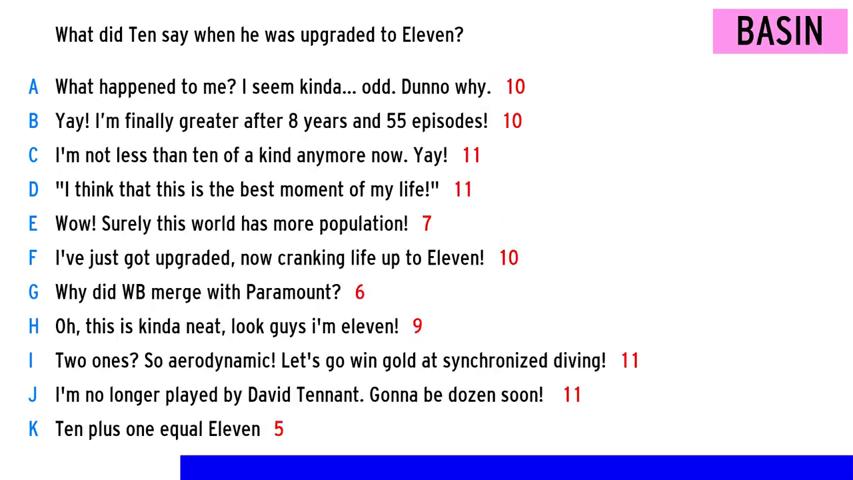 What did Ten say when he was upgraded to Eleven?
BASIN
A What happened to me? I seem kinda... odd. Dunno why. 10
B Yay! I'm finally greater after 8 years and 55 episodes! 10
C I'm not less than ten of a kind anymore now. Yay! 11
D "I think that this is the best moment of my life!" 11
E Wow! Surely this world has more population! 7
F I've just got upgraded, now cranking life up to Eleven! 10
G Why did WB merge with Paramount? 6
H Oh, this is kinda neat, look guys i'm eleven! 9
I Two ones? So aerodynamic! Let's go win gold at synchronized diving! 11
J I'm no longer played by David Tennant. Gonna be dozen soon! 11
K Ten plus one equal Eleven 5